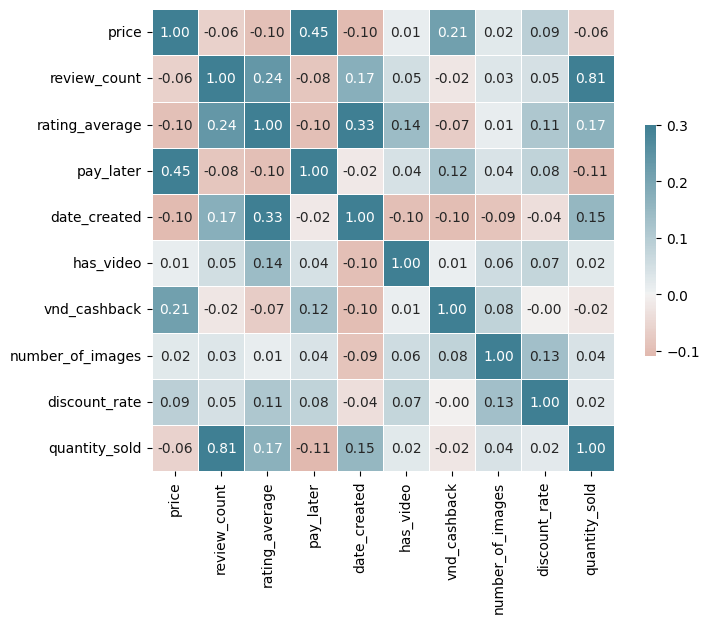 price 1.00 -0.06 -0.10 0.45 -0.10 0.01 0.21 0.02 0.09 -0.06
review_count -0.06 1.00 0.24 -0.08 0.17 0.05 -0.02 0.03 0.05 0.81
rating_average -0.10 0.24 1.00 -0.10 0.33 0.14 -0.07 0.01 0.11 0.17
pay_later 0.45 -0.08 -0.10 1.00 -0.02 0.04 0.12 0.04 0.08 -0.11
date_created -0.10 0.17 0.33 -0.02 1.00 -0.10 -0.10 -0.09 -0.04 0.15
has_video 0.01 0.05 0.14 0.04 -0.10 1.00 0.01 0.06 0.07 0.02
vnd_cashback 0.21 -0.02 -0.07 0.12 -0.10 0.01 1.00 0.08 -0.00 -0.02
number_of_images 0.02 0.03 0.01 0.04 -0.09 0.06 0.08 1.00 0.13 0.04
discount_rate 0.09 0.05 0.11 0.08 -0.04 0.07 -0.00 0.13 1.00 0.02
quantity_sold -0.06 0.81 0.17 -0.11 0.15 0.02 -0.02 0.04 0.02 1.00
price
review_count
rating_average
pay_later
date_created
has_video
vnd_cashback
number_of_images
discount_rate
quantity_sold
0.3
0.2
0.1
0.0
−0.1